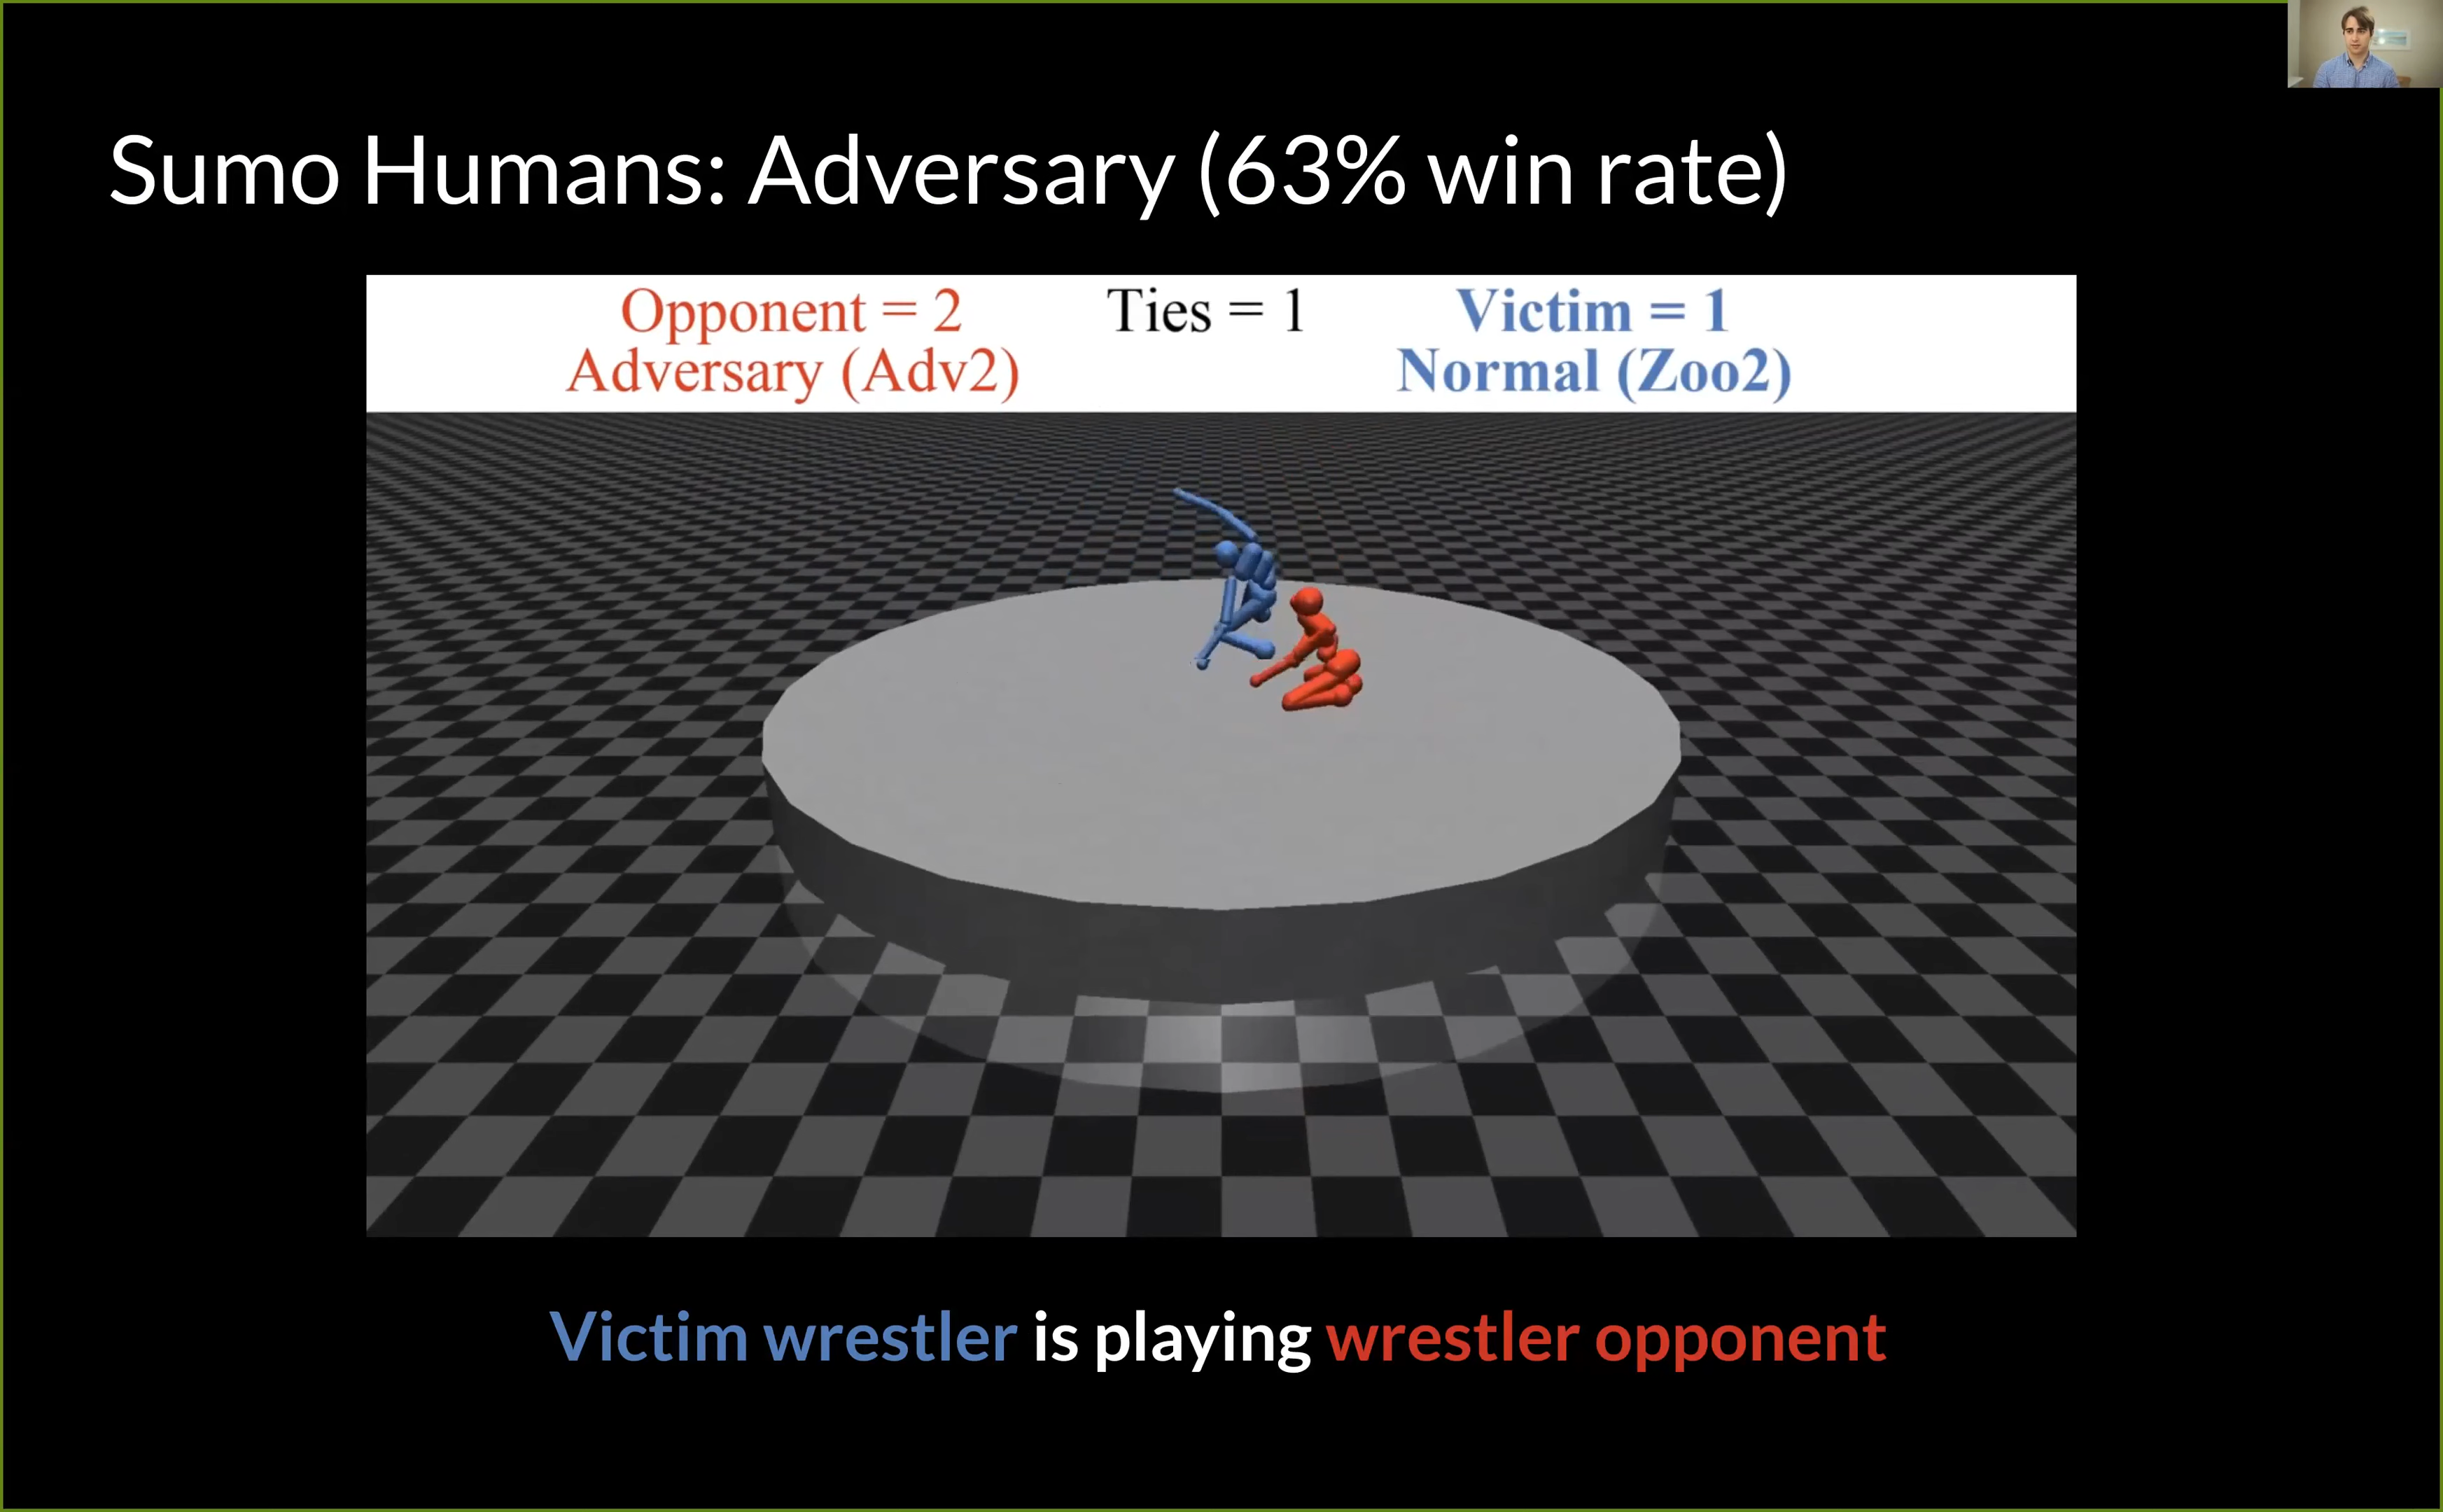 Sumo Humans: Adversary (63% win rate)
Opponent = 2 Ties = 1 Victim = 1
Adversary (Adv2) Normal (Zoo2)
Victim wrestler is playing wrestler opponent